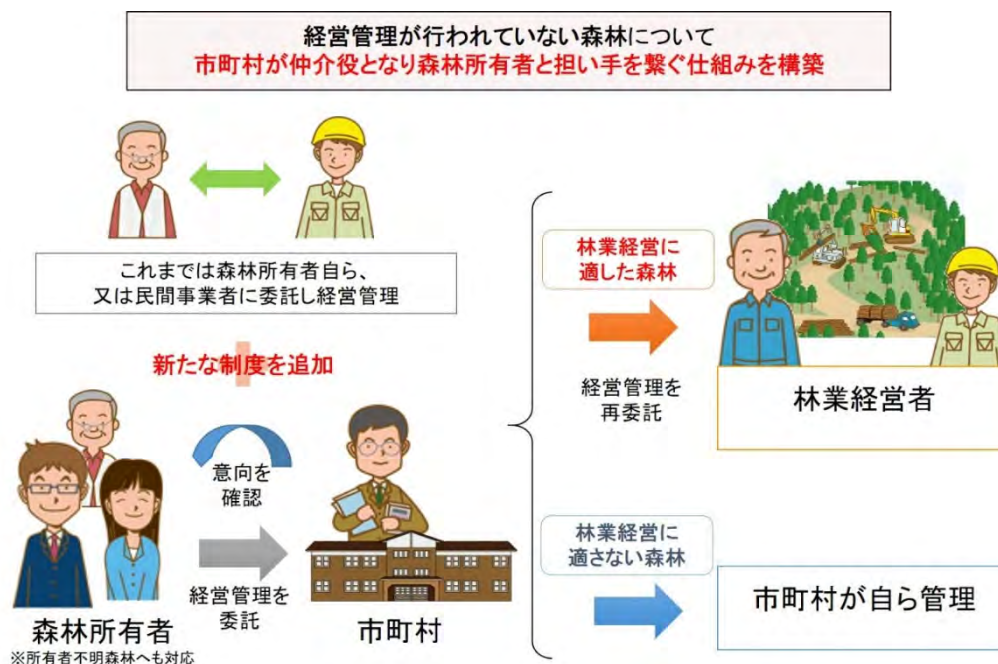 経営管理が行われていない森林について
市町村が仲介役となり森林所有者と担い手を繋ぐ仕組みを構築
これまでは森林所有者自ら、
又は民間事業者に委託し経営管理
新たな制度を追加
意向を
確認
経営管理を
委託
森林所有者
※所有者不明森林へも対応
市町村
林業経営に
適した森林
経営管理を
再委託
林業経営者
林業経営に
適さない森林
市町村が自ら管理